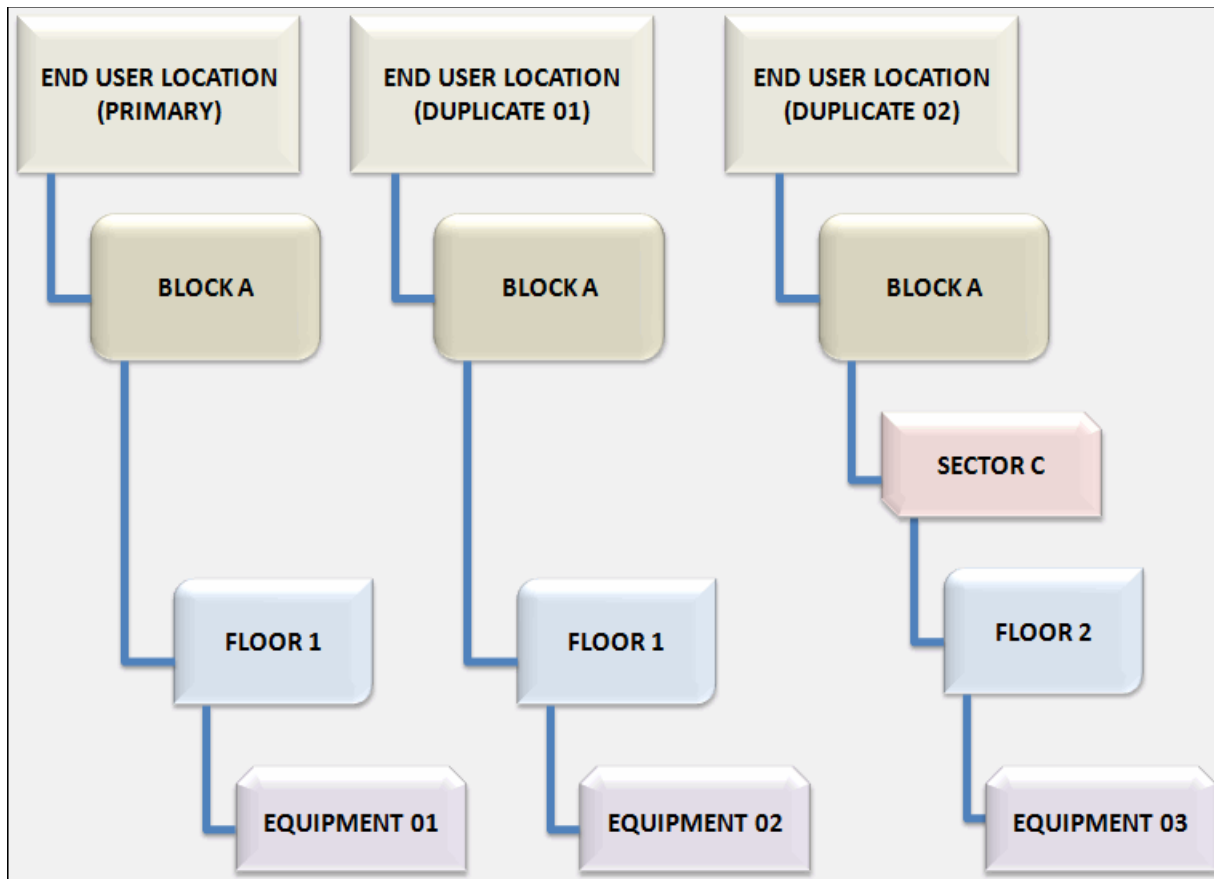 END USER LOCATION
(PRIMARY)
END USER LOCATION
(DUPLICATE 01)
END USER LOCATION
(DUPLICATE 02)
BLOCK A
BLOCK A
BLOCK A
SECTOR C
FLOOR 1
FLOOR 1
FLOOR 2
EQUIPMENT 01
EQUIPMENT 02
EQUIPMENT 03